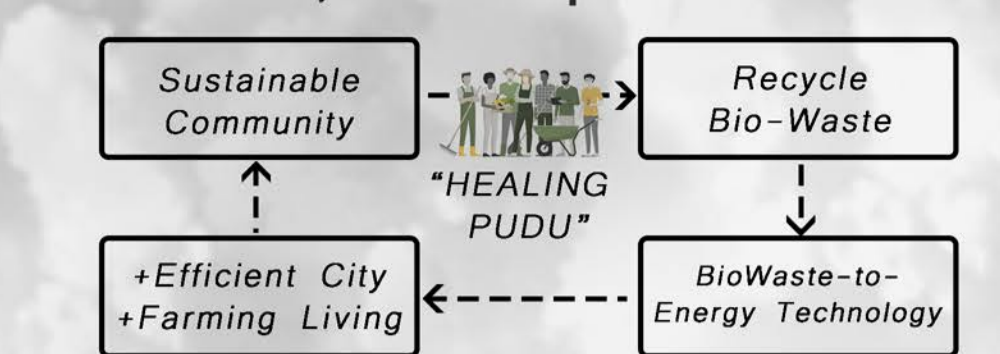 Sustainable
Community
Recycle
Bio-Waste
"HEALING
PUDU"
+Efficient City
+Farming Living
BioWaste-to-
Energy Technology